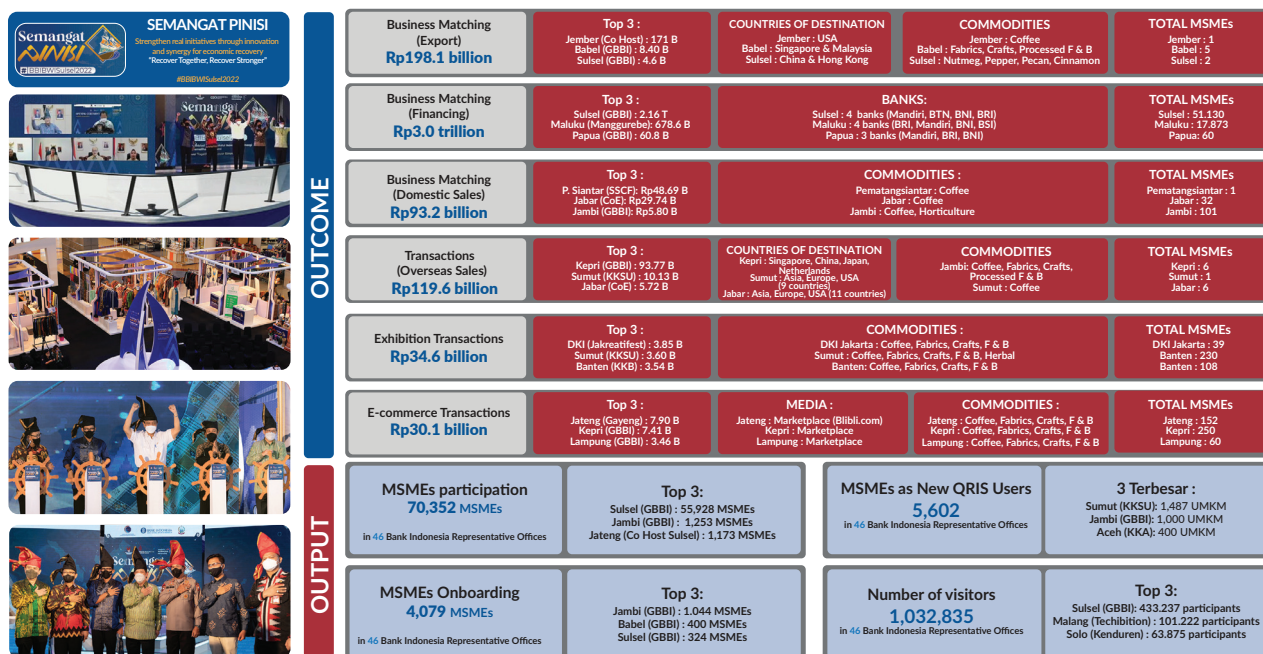 Semangat
PINISI
#BBIBWISulsel2022
SEMANGAT PINISI
Strengthen real initiatives through innovation
and synergy for economic recovery
"Recover Together, Recover Stronger"
#BBIBWISulsel2022
OUTCOME
Business Matching
(Export)
Rp198.1 billion
Top 3 :
Jember (Co Host) : 171 B
Babel (GBBI) : 8.40 B
Sulsel (GBBI) : 4.6 B
COUNTRIES OF DESTINATION
Jember : USA
Babel : Singapore & Malaysia
Sulsel : China & Hong Kong
COMMODITIES
Jember : Coffee
Babel : Fabrics, Crafts, Processed F & B
Sulsel : Nutmeg, Pepper, Pecan, Cinnamon
TOTAL MSMEs
Jember : 1
Babel : 5
Sulsel : 2
Business Matching
(Financing)
Rp3.0 trillion
Top 3 :
Sulsel (GBBI) : 2.16 T
Maluku (Manggurebe): 678.6 B
Papua (GBBI) : 60.8 B
BANKS:
Sulsel : 4 banks (Mandiri, BTN, BNI, BRI)
Maluku : 4 banks (BRI, Mandiri, BNI, BSI)
Papua : 3 banks (Mandiri, BRI, BNI)
TOTAL MSMEs
Sulsel : 51.130
Maluku : 17.873
Papua: 60
Business Matching
(Domestic Sales)
Rp93.2 billion
Top 3 :
P. Siantar (SSCF): Rp48.69 B
Jabar (CoE): Rp29.74 B
Jambi (GBBI): Rp5.80 B
COMMODITIES :
Pematangsiantar : Coffee
Jabar : Coffee
Jambi : Coffee, Horticulture
TOTAL MSMEs
Pematangsiantar : 1
Jabar : 32
Jambi : 101
Transactions
(Overseas Sales)
Rp119.6 billion
Top 3 :
Kepri (GBBI) : 93.77 B
Sumut (KKSU) : 10.13 B
Jabar (CoE) : 5.72 B
COUNTRIES OF DESTINATION
Kepri : Singapore, China, Japan,
Netherlands
Sumut : Asia, Europe, USA
(9 countries)
Jabar : Asia, Europe, USA (11 countries)
COMMODITIES
Jambi: Coffee, Fabrics, Crafts,
Processed F & B
Sumut : Coffee
TOTAL MSMEs
Kepri : 6
Sumut : 1
Jabar : 6
Exhibition Transactions
Rp34.6 billion
Top 3 :
DKI (Jakreatifest) : 3.85 B
Sumut (KKSU) : 3.60 B
Banten (KKB) : 3.54 B
COMMODITIES :
DKI Jakarta : Coffee, Fabrics, Crafts, F & B
Sumut : Coffee, Fabrics, Crafts, F & B, Herbal
Banten: Coffee, Fabrics, Crafts, F & B
TOTAL MSMEs
DKI Jakarta : 39
Banten : 230
Banten : 108
E-commerce Transactions
Rp30.1 billion
Top 3 :
Jateng (Gayeng) : 7.90 B
Kepri (GBBI) : 7.41 B
Lampung (GBBI) : 3.46 B
MEDIA :
Jateng : Marketplace (Blibli.com)
Kepri : Marketplace
Lampung : Marketplace
COMMODITIES :
Jateng : Coffee, Fabrics, Crafts, F & B
Kepri : Coffee, Fabrics, Crafts, F & B
Lampung : Coffee, Fabrics, Crafts, F & B
TOTAL MSMEs
Jateng : 152
Kepri : 250
Lampung : 60
OUTPUT
MSMEs participation
70,352 MSMEs
in 46 Bank Indonesia Representative Offices
Top 3:
Sulsel (GBBI) : 55,928 MSMEs
Jambi (GBBI) : 1,253 MSMEs
Jateng (Co Host Sulsel) : 1,173 MSMEs
MSMEs as New QRIS Users
5,602
in 46 Bank Indonesia Representative Offices
3 Terbesar :
Sumut (KKSU): 1,487 UMKM
Jambi (GBBI): 1,000 UMKM
Aceh (KKA): 400 UMKM
MSMEs Onboarding
4,079 MSMEs
in 46 Bank Indonesia Representative Offices
Top 3:
Jambi (GBBI) : 1.044 MSMEs
Babel (GBBI) : 400 MSMEs
Sulsel (GBBI) : 324 MSMEs
Number of visitors
1,032,835
in 46 Bank Indonesia Representative Offices
Top 3:
Sulsel (GBBI): 433.237 participants
Malang (Techibition) : 101.222 participants
Solo (Kenduren) : 63.875 participants